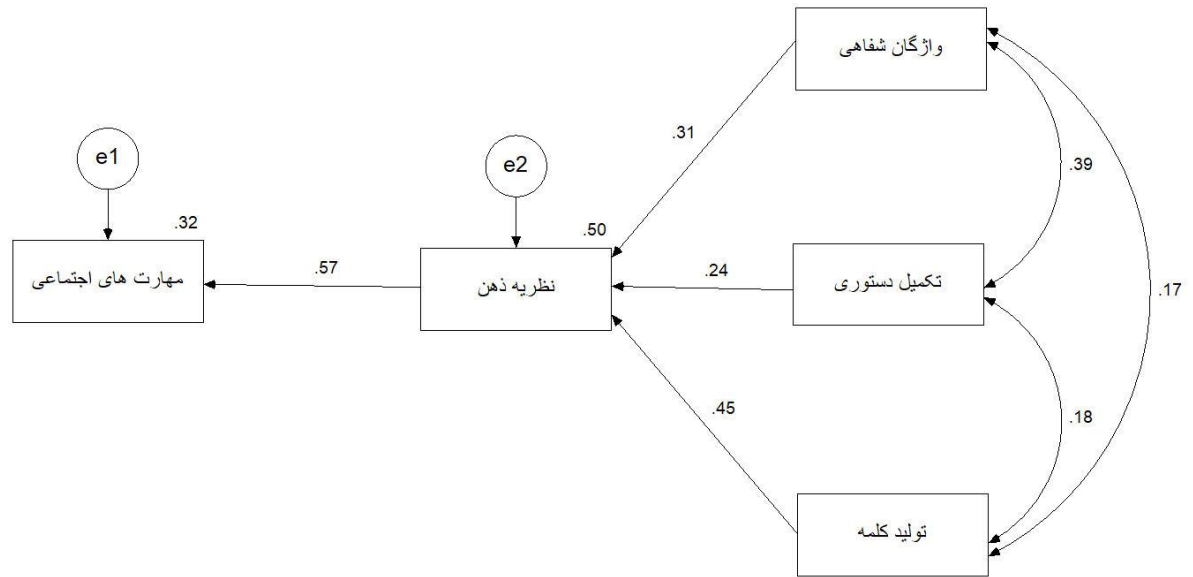 واژگان شفاهی
.31
.39
e1
e2
.32
.50
مهارت های اجتماعی
.57
نظریه ذهن
.24
تکمیل دستوری
.17
.45
.18
تولید کلمه